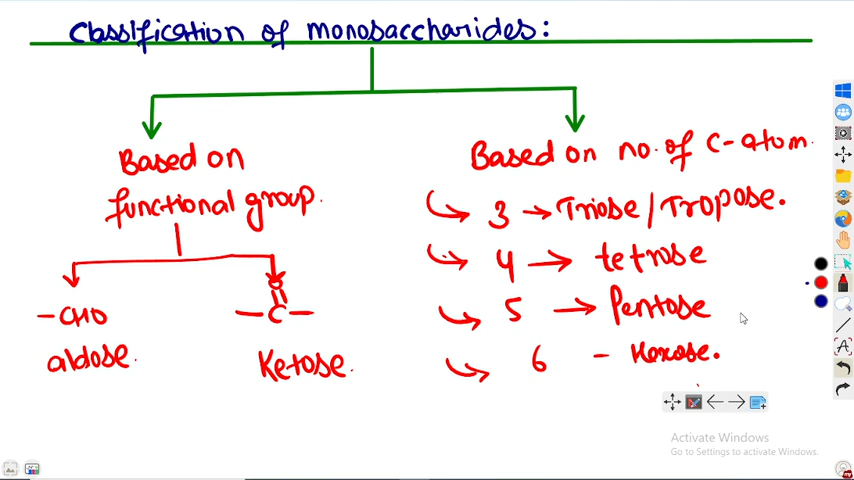 Classification of monosaccharides:
Based on
functional group.
-CHO
aldose.
O
-C-
Ketose.
Based on no. of C-atom.
3 → Triose/Tropose.
4 → tetrose
5 → Pentose
6 - Hexose.
Activate Windows
Go to Settings to activate Windows.